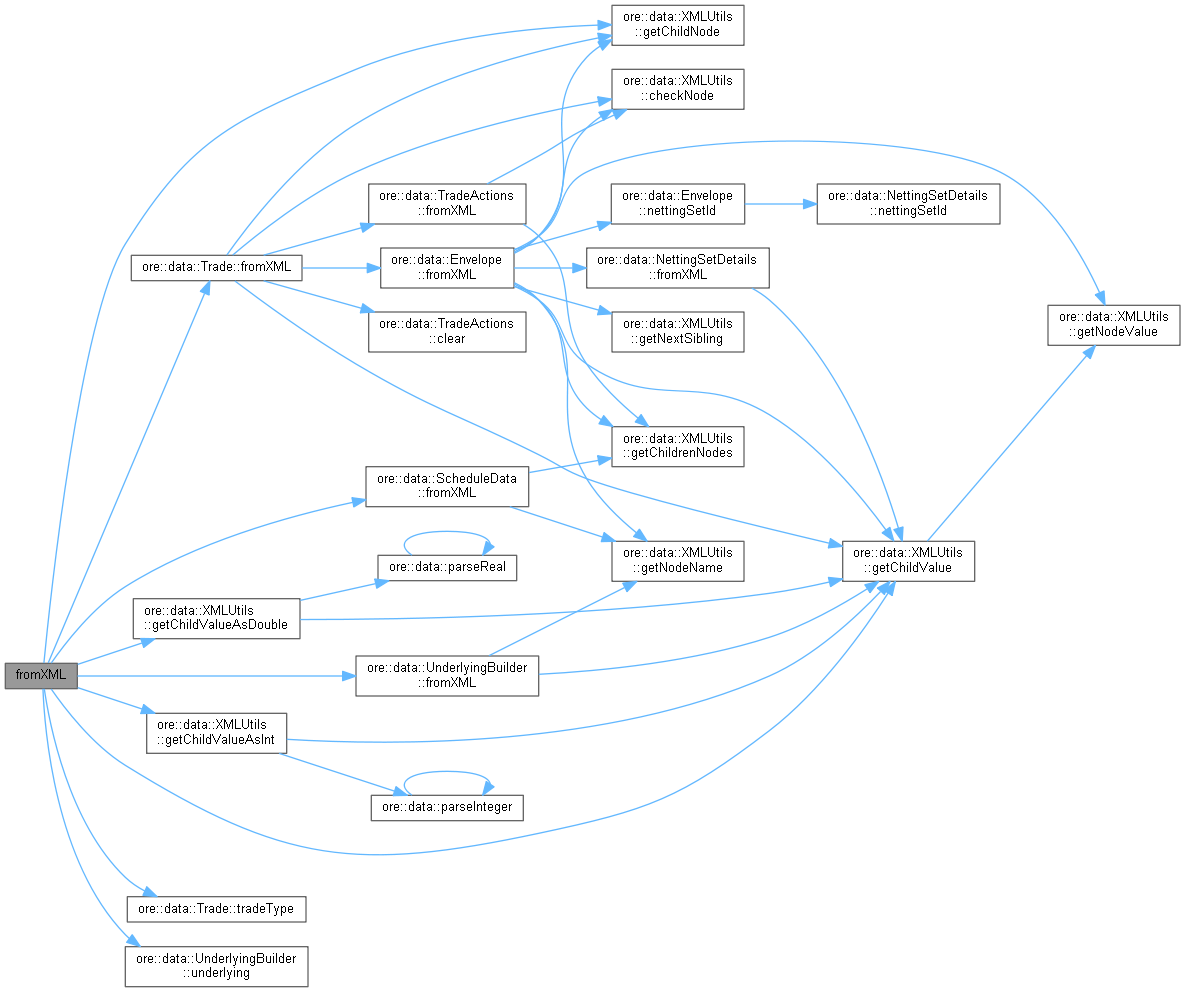 ore::data::XMLUtils
::getChildNode
ore::data::XMLUtils
::checkNode
ore::data::TradeActions
::fromXML
ore::data::Envelope
::nettingSetId
ore::data::NettingSetDetails
::nettingSetId
ore::data::Trade::fromXML
ore::data::Envelope
::fromXML
ore::data::NettingSetDetails
::fromXML
ore::data::TradeActions
::clear
ore::data::XMLUtils
::getNextSibling
ore::data::XMLUtils
::getNodeValue
ore::data::XMLUtils
::getChildrenNodes
ore::data::ScheduleData
::fromXML
ore::data::parseReal
ore::data::XMLUtils
::getNodeName
ore::data::XMLUtils
::getChildValue
ore::data::XMLUtils
::getChildValueAsDouble
fromXML
ore::data::UnderlyingBuilder
::fromXML
ore::data::XMLUtils
::getChildValueAsInt
ore::data::parseInteger
ore::data::Trade::tradeType
ore::data::UnderlyingBuilder
::underlying